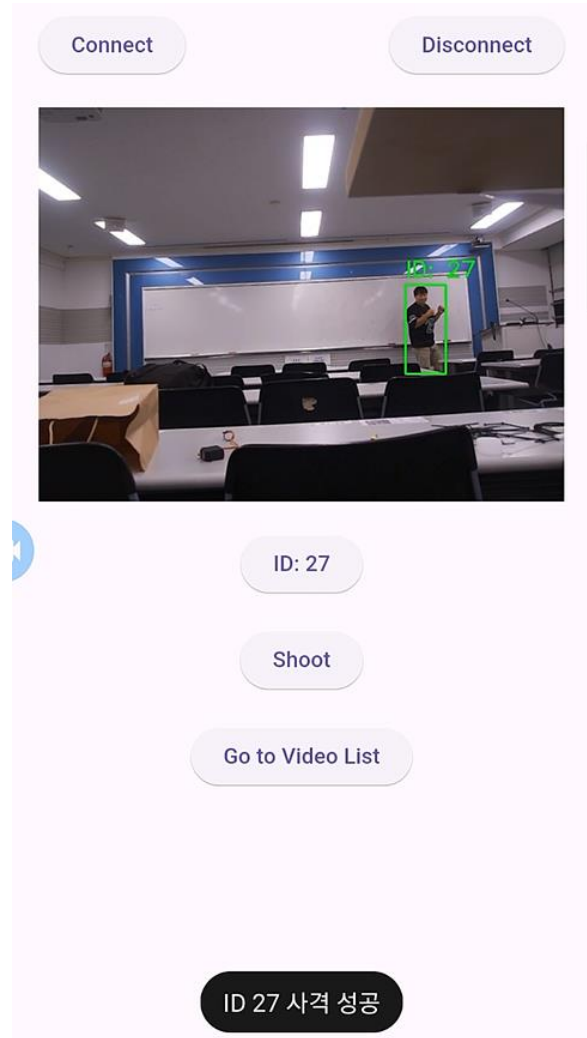 Connect
Disconnect
ID: 27
ID: 27
Shoot
Go to Video List
ID 27 사격 성공